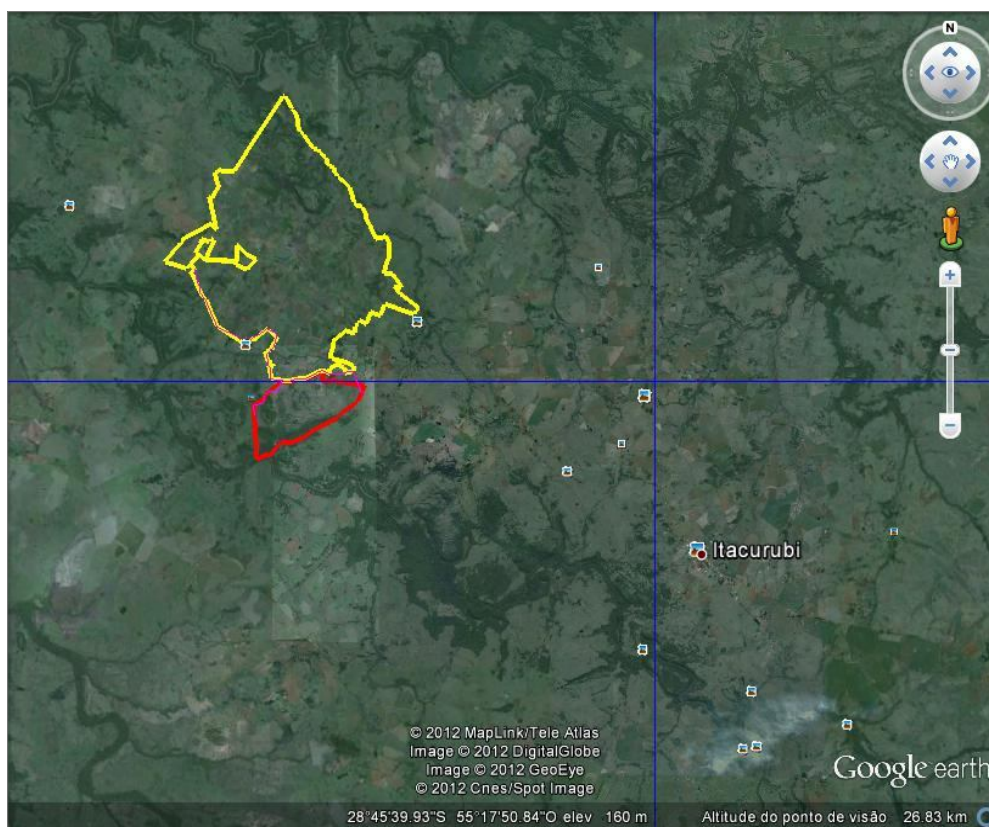 N
Itacurubi
© 2012 MapLink/Tele Atlas
Image © 2012 DigitalGlobe
Image © 2012 GeoEye
© 2012 Cnes/Spot Image
Google earth
28°45'39.93"S 55°17'50.84"O elev 160 m Altitude do ponto de visão 26.83 km